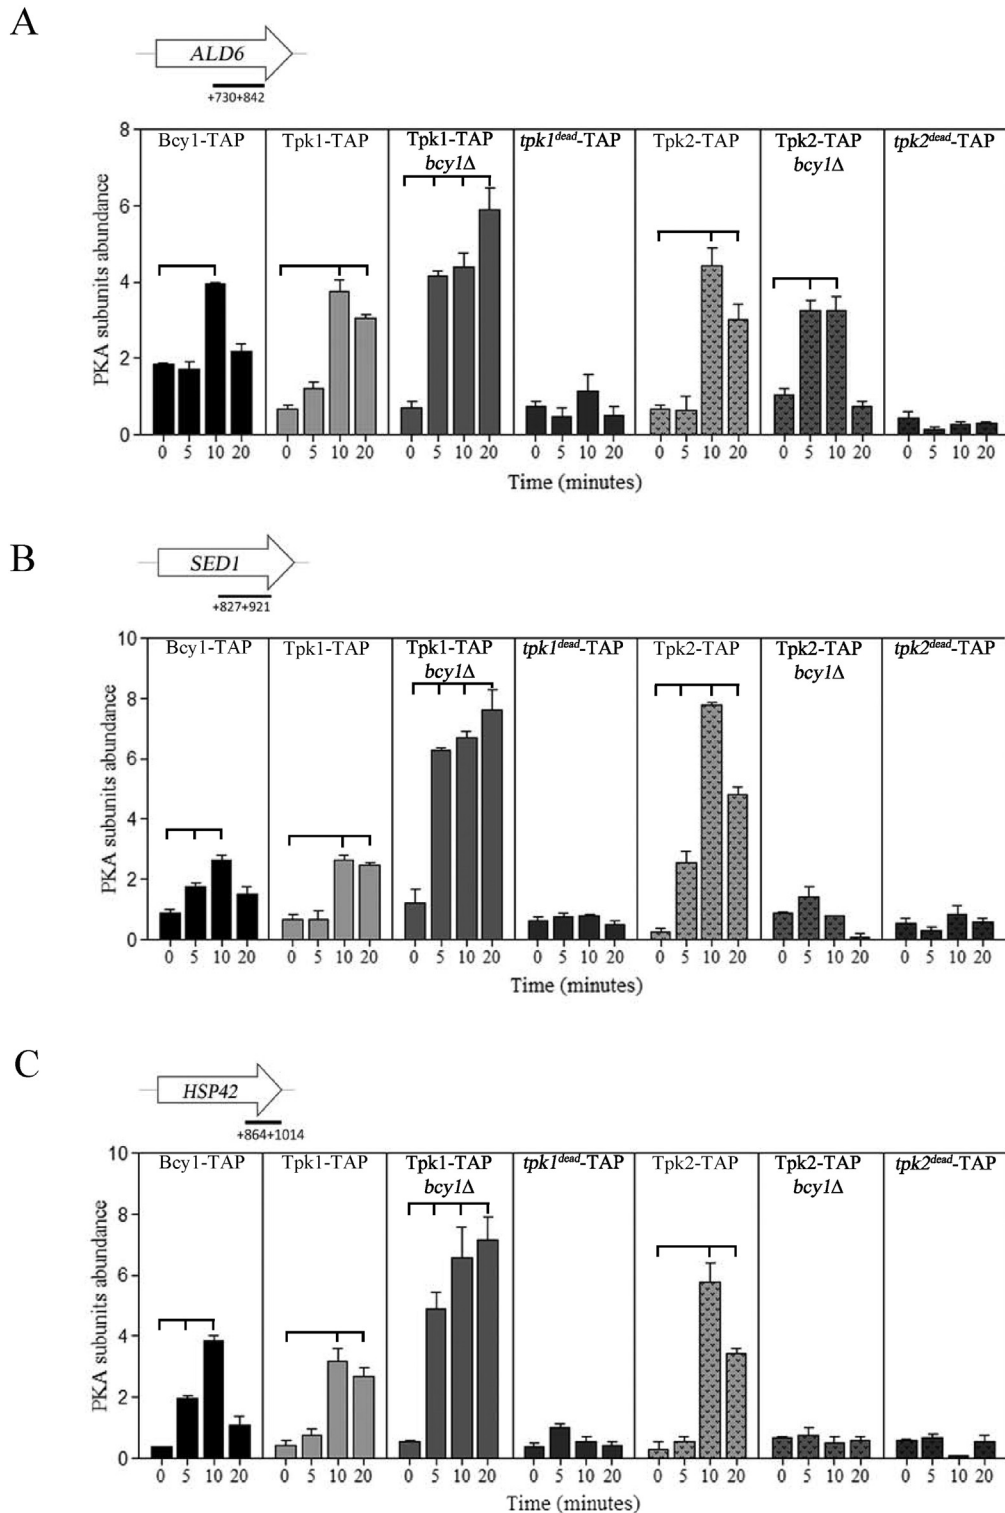 A
ALD6
+730+842
Bcy1-TAP Tpk1-TAP Tpk1-TAP bcy1Δ tpk1dead-TAP Tpk2-TAP Tpk2-TAP bcy1Δ tpk2dead-TAP
PKA subunits abundance
8
6
4
2
0
0 5 10 20 0 5 10 20 0 5 10 20 0 5 10 20 0 5 10 20 0 5 10 20 0 5 10 20
Time (minutes)
B
SED1
+827+921
Bcy1-TAP Tpk1-TAP Tpk1-TAP bcy1Δ tpk1dead-TAP Tpk2-TAP Tpk2-TAP bcy1Δ tpk2dead-TAP
PKA subunits abundance
10
8
6
4
2
0
0 5 10 20 0 5 10 20 0 5 10 20 0 5 10 20 0 5 10 20 0 5 10 20 0 5 10 20
Time (minutes)
C
HSP42
+864+1014
Bcy1-TAP Tpk1-TAP Tpk1-TAP bcy1Δ tpk1dead-TAP Tpk2-TAP Tpk2-TAP bcy1Δ tpk2dead-TAP
PKA subunits abundance
10
8
6
4
2
0
0 5 10 20 0 5 10 20 0 5 10 20 0 5 10 20 0 5 10 20 0 5 10 20 0 5 10 20
Time (minutes)